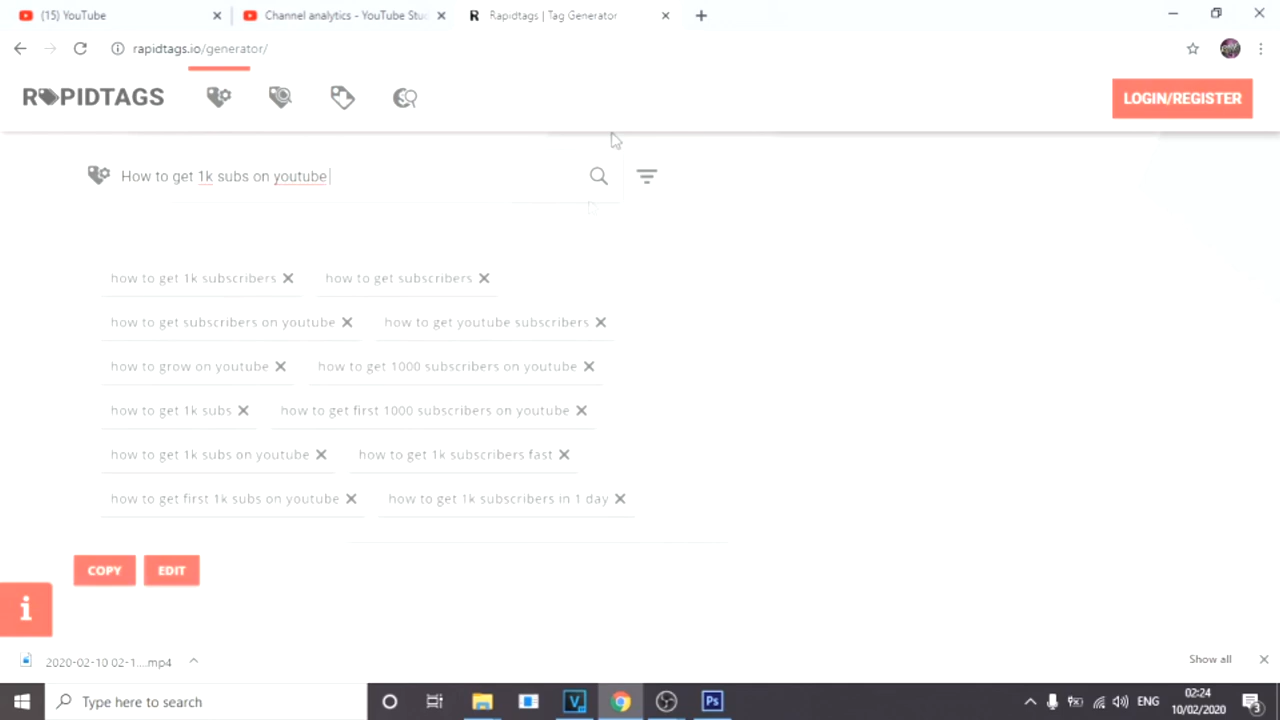 (15) YouTube
Channel analytics - YouTube Stu
R Rapidtags | Tag Generator
rapidtags.io/generator/
RAPIDTAGS
LOGIN/REGISTER
How to get 1k subs on youtube
how to get 1k subscribers
how to get subscribers
how to get subscribers on youtube
how to get youtube subscribers
how to grow on youtube
how to get 1000 subscribers on youtube
how to get 1k subs
how to get first 1000 subscribers on youtube
how to get 1k subs on youtube
how to get 1k subscribers fast
how to get first 1k subs on youtube
how to get 1k subscribers in 1 day
COPY
EDIT
i
2020-02-10 02-1....mp4
Show all
Type here to search
V
Ps
ENG
02:24
10/02/2020
3